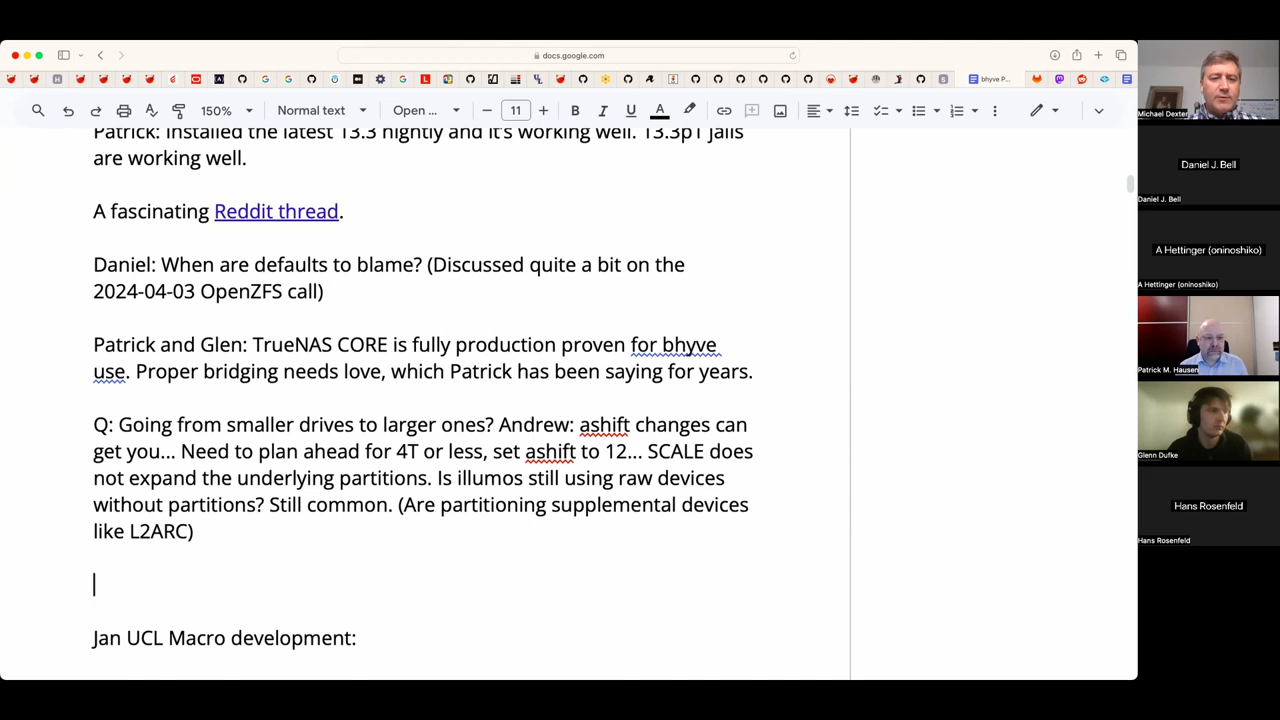 docs.google.com
bhyve P...
150%
Normal text
Open ...
11
Patrick: Installed the latest 13.3 nightly and it's working well. 13.3p1 jails
are working well.
A fascinating Reddit thread.
Daniel: When are defaults to blame? (Discussed quite a bit on the
2024-04-03 OpenZFS call)
Patrick and Glen: TrueNAS CORE is fully production proven for bhyve
use. Proper bridging needs love, which Patrick has been saying for years.
Q: Going from smaller drives to larger ones? Andrew: ashift changes can
get you... Need to plan ahead for 4T or less, set ashift to 12... SCALE does
not expand the underlying partitions. Is illumos still using raw devices
without partitions? Still common. (Are partitioning supplemental devices
like L2ARC)
Jan UCL Macro development:
Michael Dexter
Daniel J. Bell
Daniel J. Bell
A Hettinger (oninoshiko)
A Hettinger (oninoshiko)
Patrick M. Hausen
Glenn Dufke
Hans Rosenfeld
Hans Rosenfeld